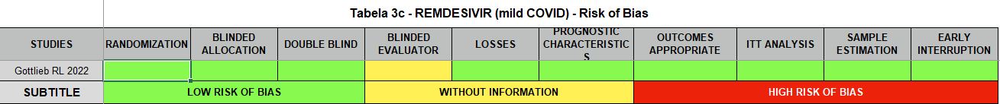 Tabela 3c - REMDESIVIR (mild COVID) - Risk of Bias
STUDIES RANDOMIZATION BLINDED ALLOCATION DOUBLE BLIND BLINDED EVALUATOR LOSSES PROGNOSTIC CHARACTERISTICS OUTCOMES APPROPRIATE ITT ANALYSIS SAMPLE ESTIMATION EARLY INTERRUPTION
Gottlieb RL 2022
SUBTITLE LOW RISK OF BIAS WITHOUT INFORMATION HIGH RISK OF BIAS